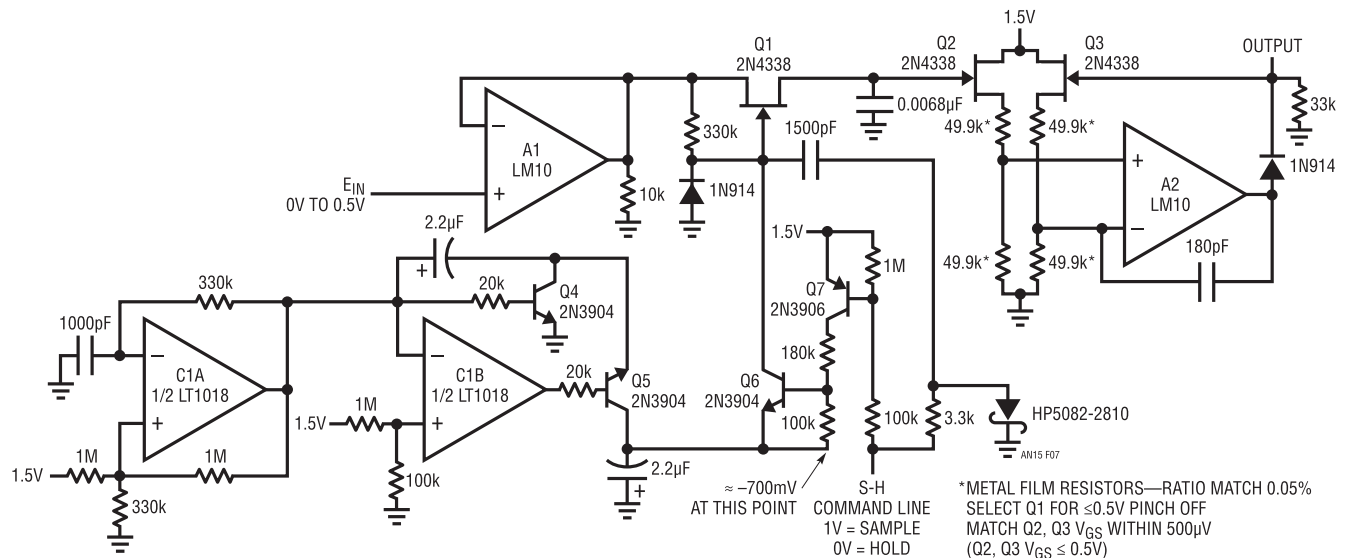 1.5V
Q1
2N4338
Q2
2N4338
Q3
2N4338
OUTPUT
0.0068µF
33k
49.9k*
49.9k*
330k
1500pF
–
A1
LM10
+
EIN
0V TO 0.5V
10k
1N914
+
A2
LM10
–
1N914
180pF
49.9k*
49.9k*
2.2µF
+
1.5V
1M
Q7
2N3906
330k
20k
Q4
2N3904
1000pF
–
C1A
1/2 LT1018
+
–
C1B
1/2 LT1018
+
20k
Q5
2N3904
180k
Q6
2N3904
100k
100k
3.3k
HP5082-2810
AN15 F07
1.5V
1M
1M
330k
1.5V
1M
100k
2.2µF
+
≈ –700mV
AT THIS POINT
S-H
COMMAND LINE
1V = SAMPLE
0V = HOLD
*METAL FILM RESISTORS—RATIO MATCH 0.05%
SELECT Q1 FOR ≤0.5V PINCH OFF
MATCH Q2, Q3 VGS WITHIN 500µV
(Q2, Q3 VGS ≤ 0.5V)